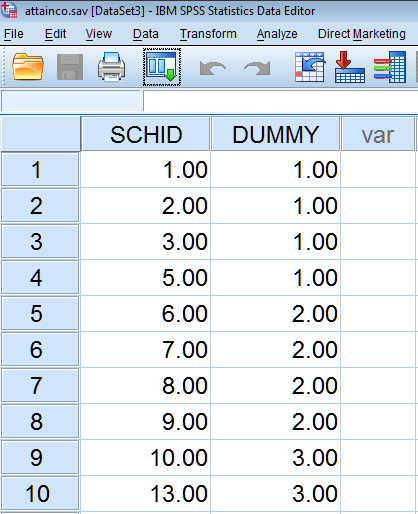 attainco.sav [DataSet3] - IBM SPSS Statistics Data Editor
File Edit View Data Transform Analyze Direct Marketing
SCHID DUMMY var
1 1.00 1.00
2 2.00 1.00
3 3.00 1.00
4 5.00 1.00
5 6.00 2.00
6 7.00 2.00
7 8.00 2.00
8 9.00 2.00
9 10.00 3.00
10 13.00 3.00